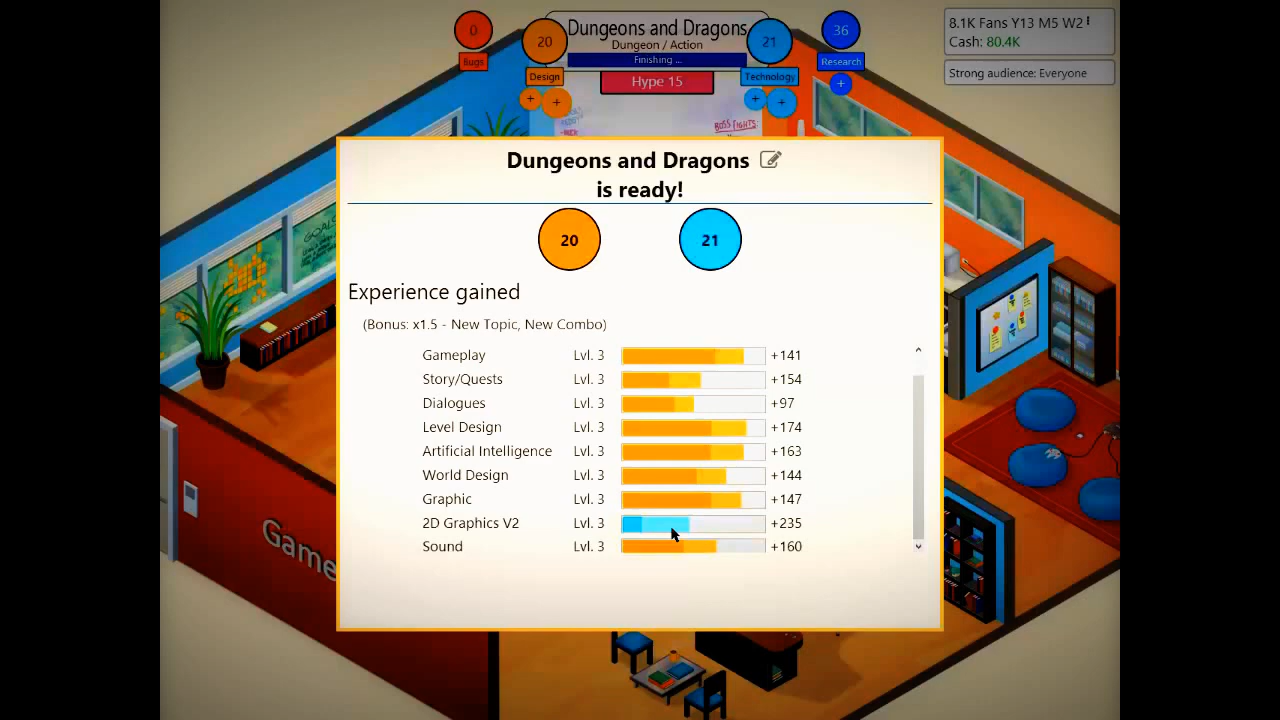 0
Bugs
20
Design
+ +
Dungeons and Dragons
Dungeon / Action
Finishing ...
Hype 15
21
Technology
+ +
36
Research
+
8.1K Fans Y13 M5 W2
Cash: 80.4K
Strong audience: Everyone
BOSS FIGHTS
GOALS
Dungeons and Dragons
is ready!
20 21
Experience gained
(Bonus: x1.5 - New Topic, New Combo)
Gameplay Lvl. 3 +141
Story/Quests Lvl. 3 +154
Dialogues Lvl. 3 +97
Level Design Lvl. 3 +174
Artificial Intelligence Lvl. 3 +163
World Design Lvl. 3 +144
Graphic Lvl. 3 +147
2D Graphics V2 Lvl. 3 +235
Sound Lvl. 3 +160
Game